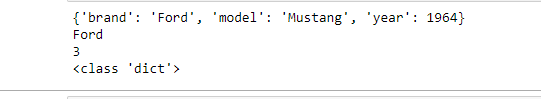 {'brand': 'Ford', 'model': 'Mustang', 'year': 1964}
Ford
3
<class 'dict'>